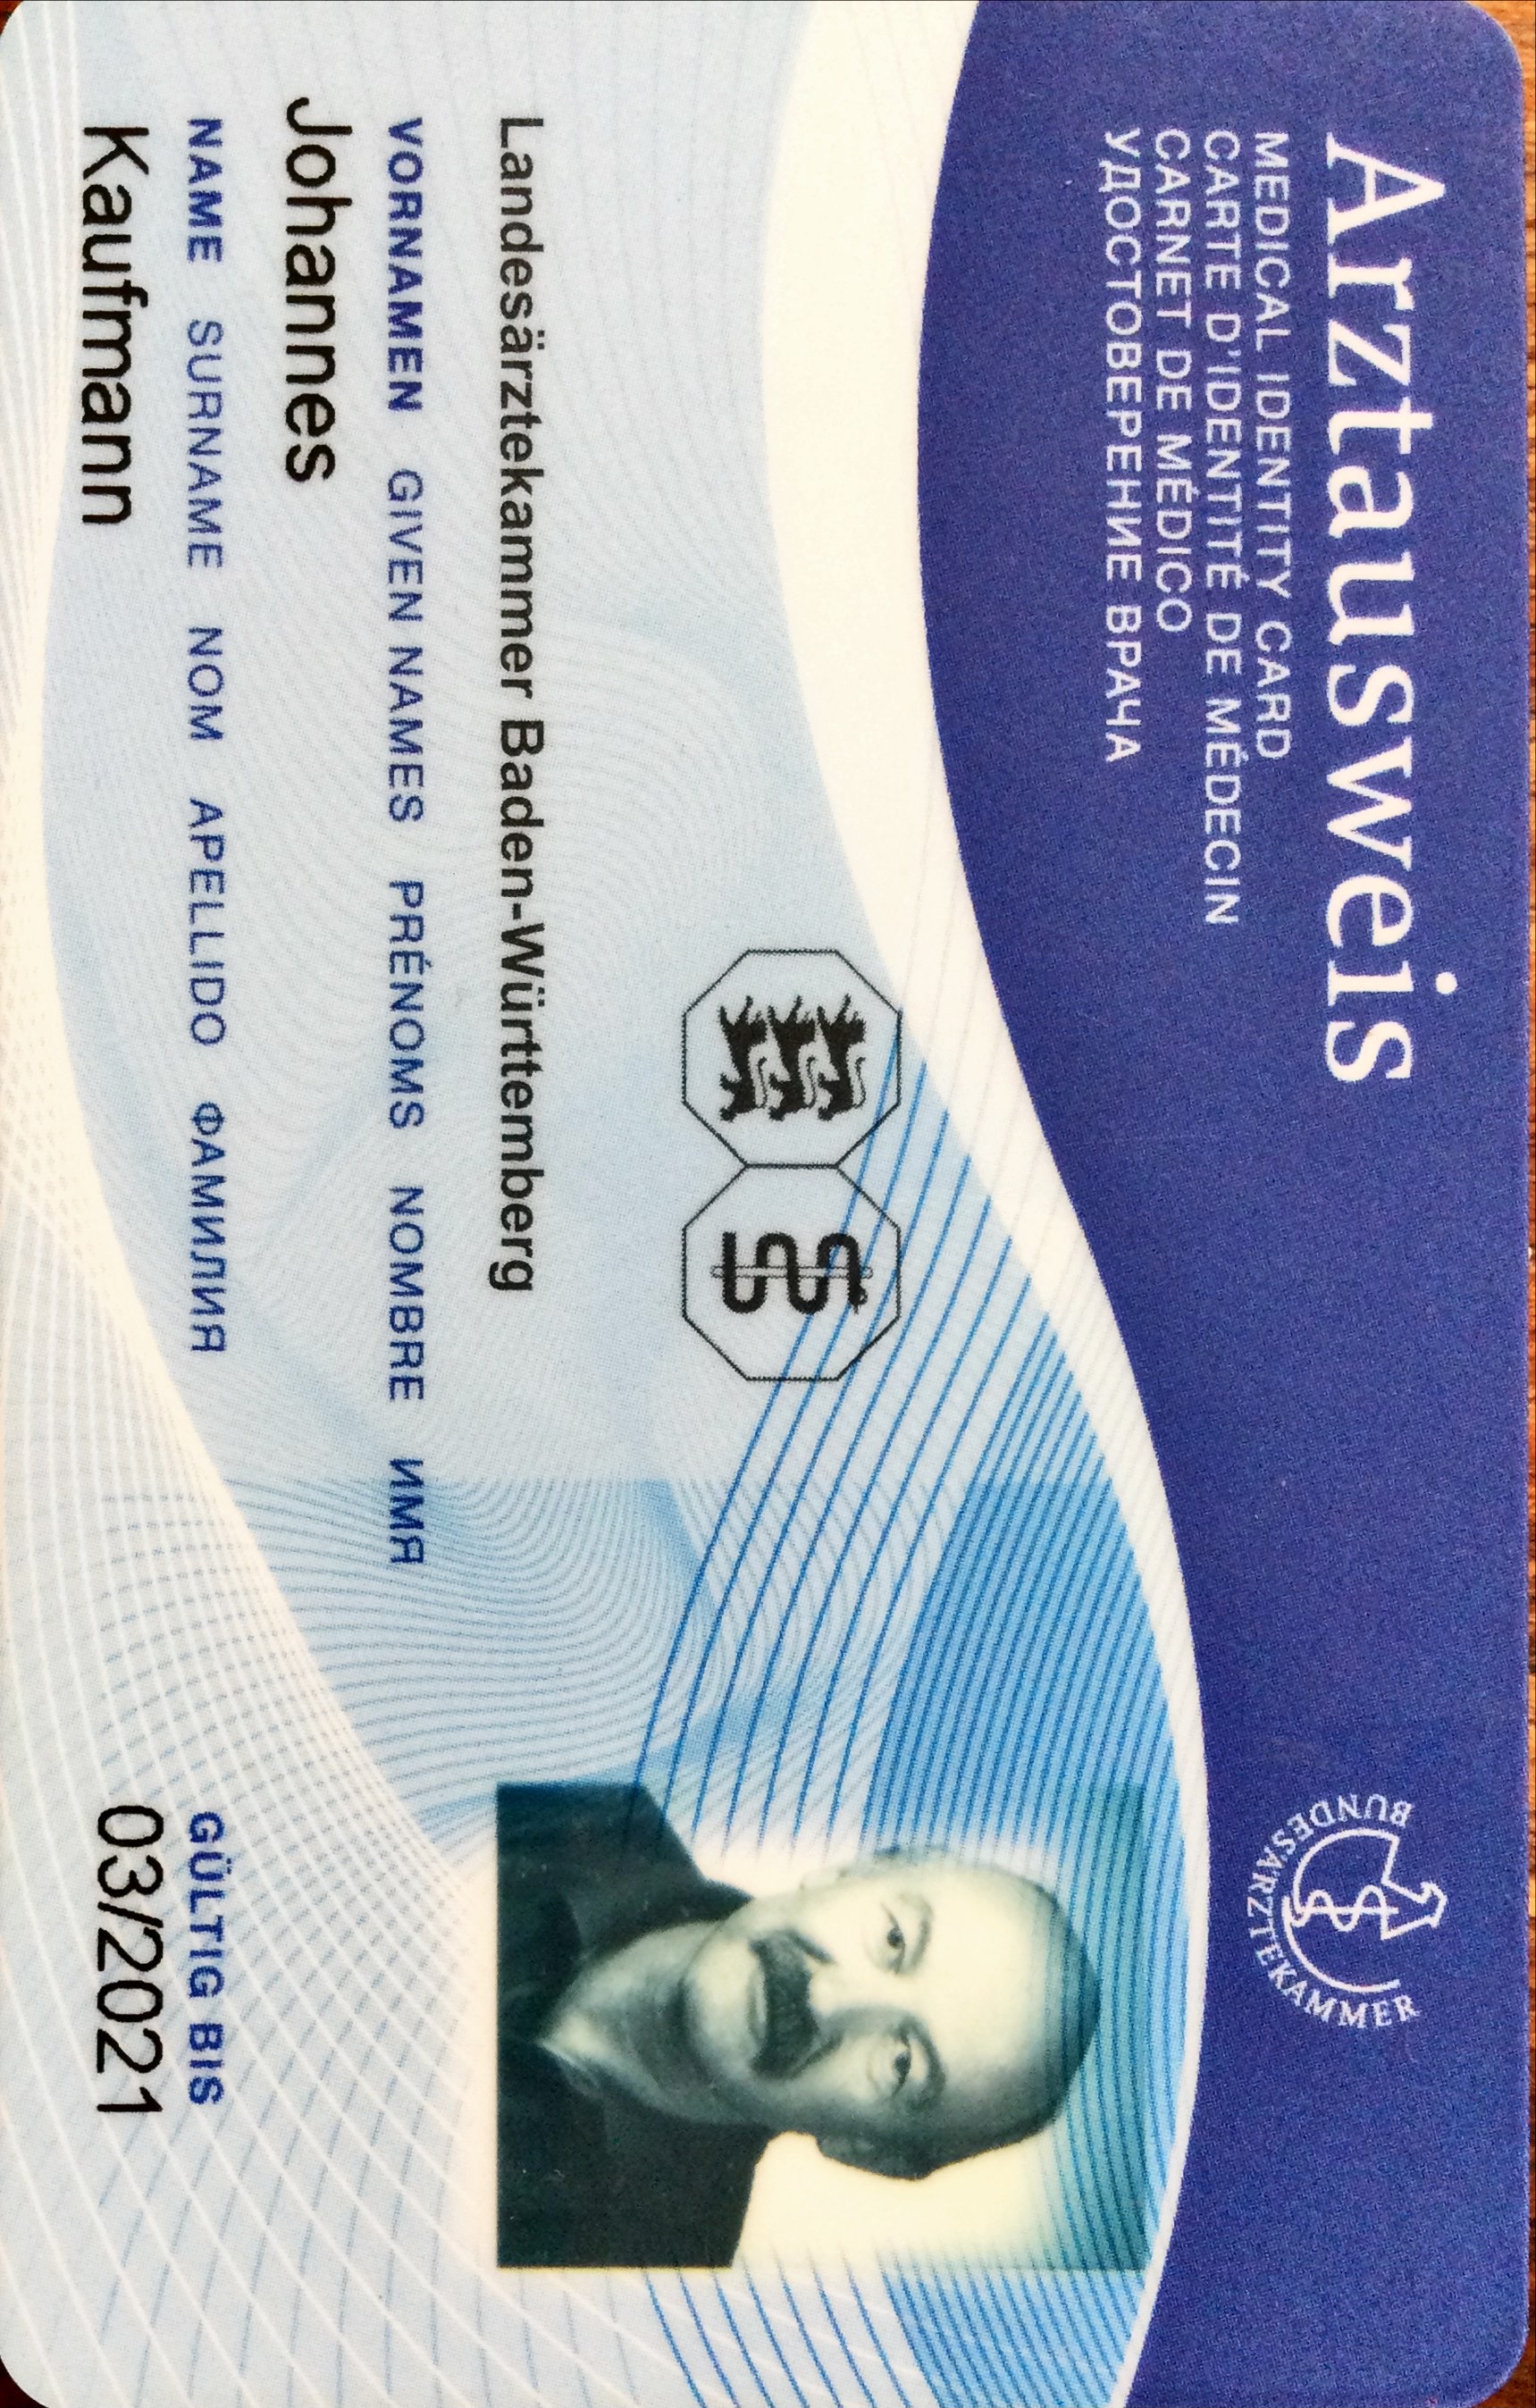 Arztausweis
MEDICAL IDENTITY CARD
CARTE D'IDENTITÉ DE MÉDECIN
CARNET DE MÉDICO
УДОСТОВЕРЕНИЕ ВРАЧА
BUNDESÄRZTEKAMMER
Landesärztekammer Baden-Württemberg
VORNAMEN GIVEN NAMES PRÉNOMS NOMBRE ИМЯ
Johannes
NAME SURNAME NOM APELLIDO ФАМИЛИЯ GÜLTIG BIS
Kaufmann 03/2021